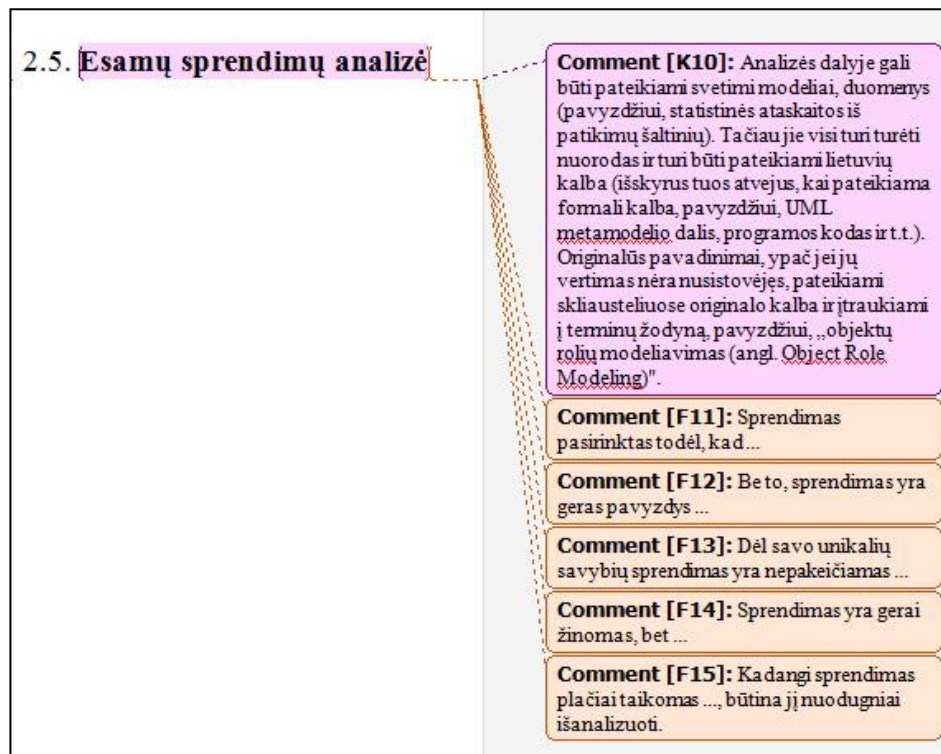 2.5. Esamų sprendimų analizė
Comment [K10]: Analizės dalyje gali
būti pateikiami svetimi modeliai, duomenys
(pavyzdžiui, statistinės ataskaitos iš
patikimų šaltinių). Tačiau jie visi turi turėti
nuorodas ir turi būti pateikiami lietuvių
kalba (išskyrus tuos atvejus, kai pateikiama
formali kalba, pavyzdžiui, UML
metamodelio dalis, programos kodas ir t.t.).
Originalūs pavadinimai, ypač jei jų
vertimas nėra nusistovėjęs, pateikiami
skliausteliuose originalo kalba ir įtraukiami
į terminų žodyną, pavyzdžiui, „objektų
rolių modeliavimas (angl. Object Role
Modeling)".
Comment [F11]: Sprendimas
pasirinktas todėl, kad ...
Comment [F12]: Be to, sprendimas yra
geras pavyzdys ...
Comment [F13]: Dėl savo unikalių
savybių sprendimas yra nepakeičiamas ...
Comment [F14]: Sprendimas yra gerai
žinomas, bet ...
Comment [F15]: Kadangi sprendimas
plačiai taikomas ..., būtina jį nuodugniai
išanalizuoti.